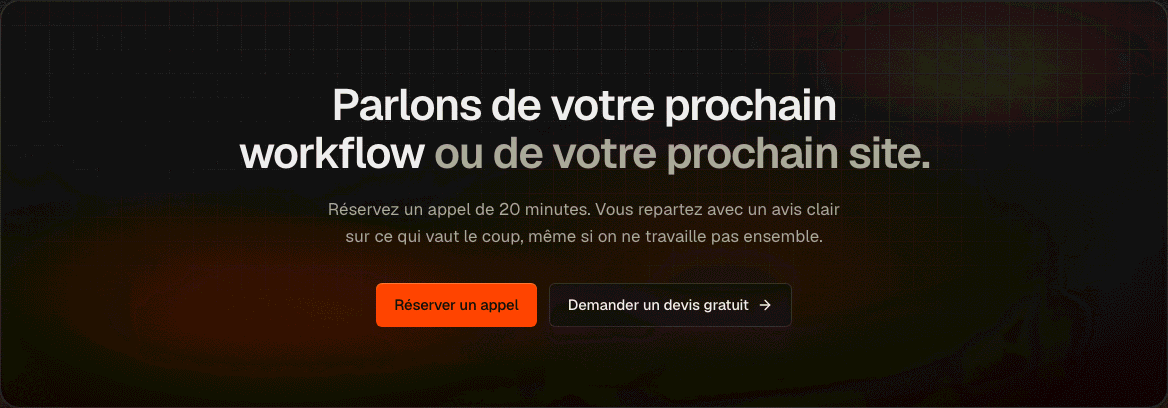 Parlons de votre prochain
workflow ou de votre prochain site.
Réservez un appel de 20 minutes. Vous repartez avec un avis clair
sur ce qui vaut le coup, même si on ne travaille pas ensemble.
Réserver un appel
Demander un devis gratuit →